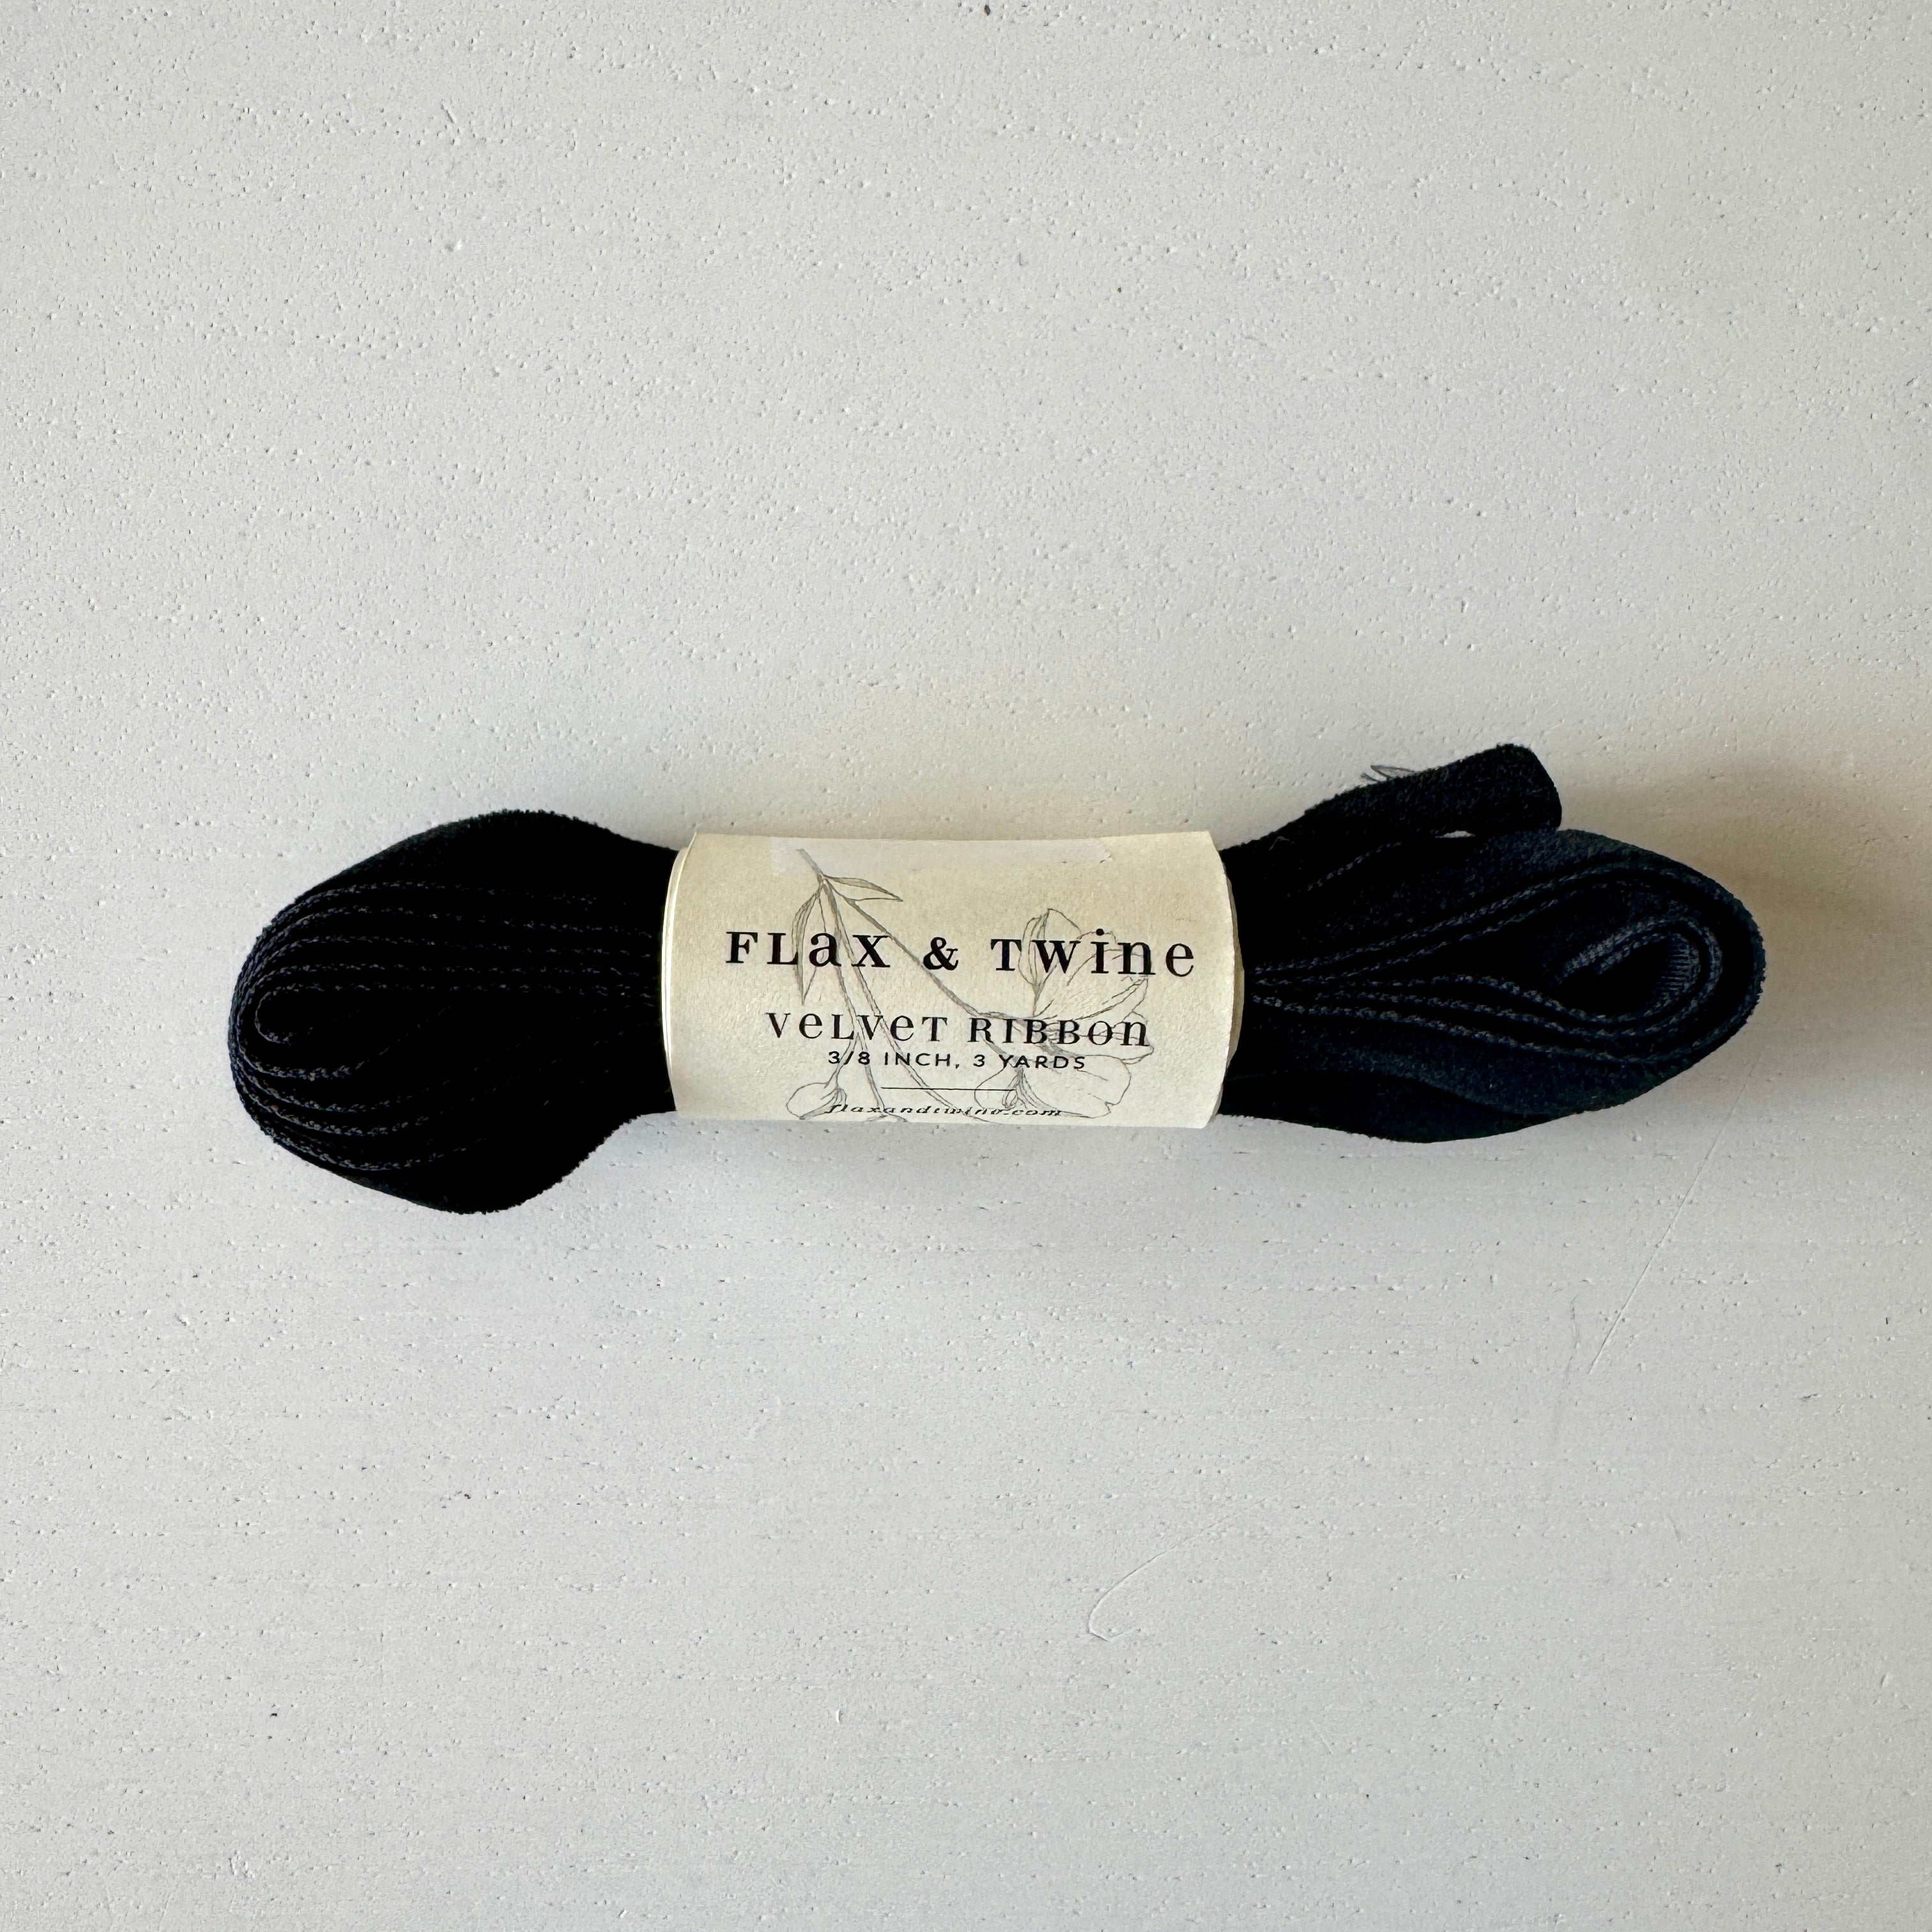 Flax & Twine
Velvet Ribbon
3/8 INCH, 3 YARDS
flaxandtwine.com